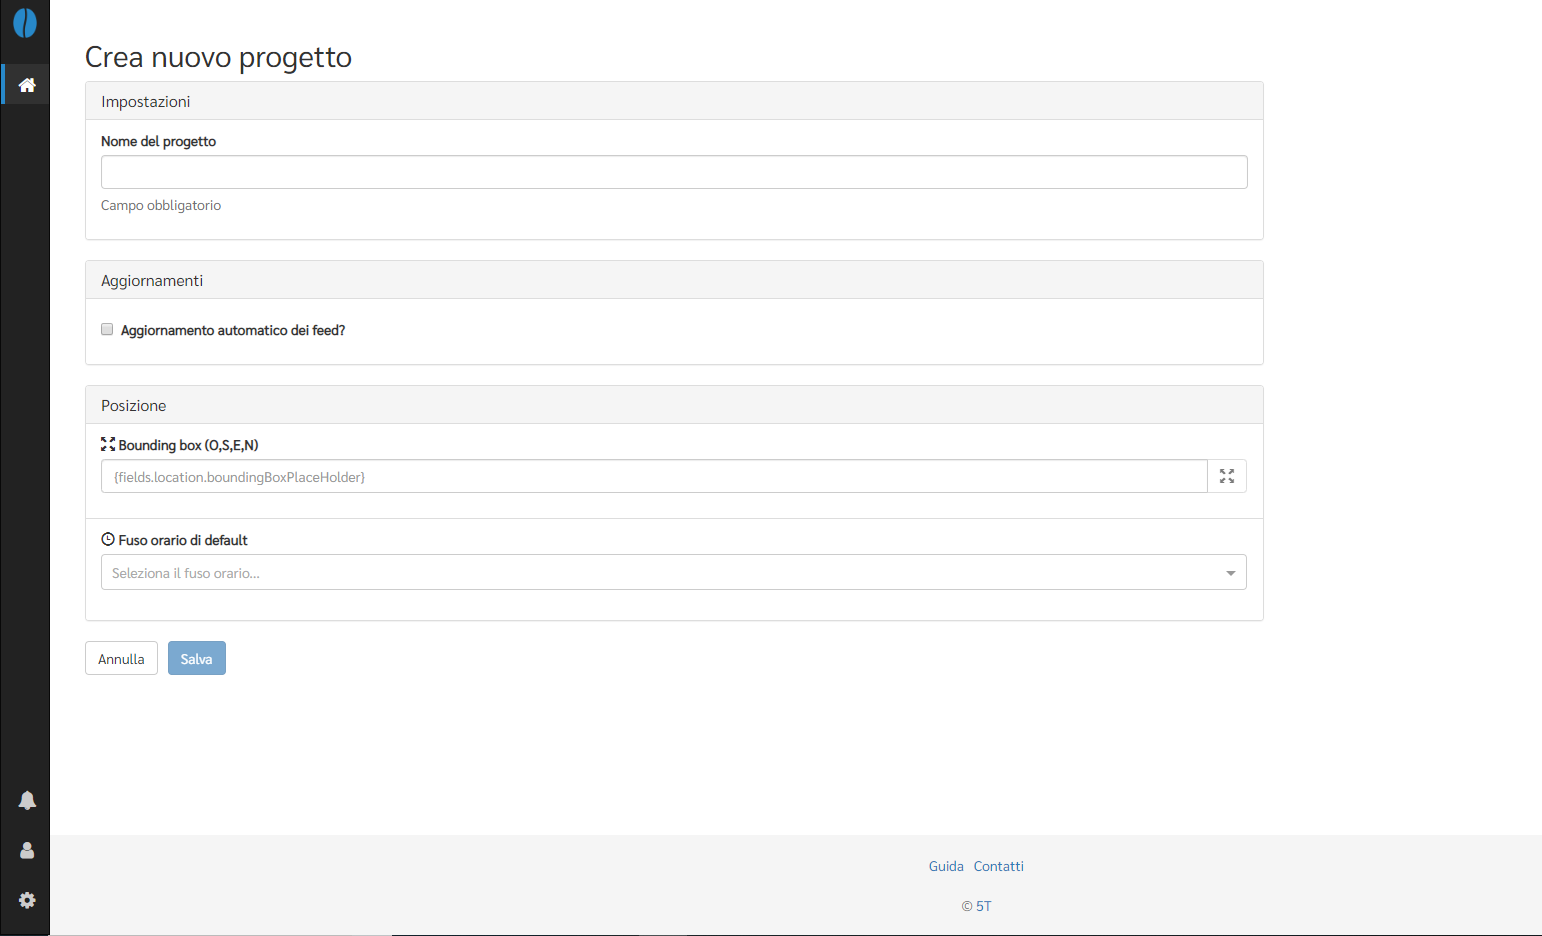 Crea nuovo progetto
Impostazioni
Nome del progetto
Campo obbligatorio
Aggiornamenti
Aggiornamento automatico dei feed?
Posizione
Bounding box (O,S,E,N)
{fields.location.boundingBoxPlaceHolder}
Fuso orario di default
Seleziona il fuso orario...
Annulla Salva
Guida Contatti
© 5T